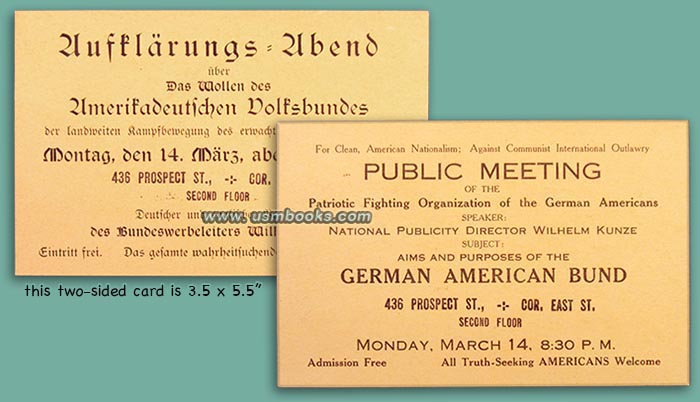 Aufklärungs-Abend
über
Das Wollen des
Amerikadeutschen Volksbundes
der landweiten Kampfbewegung des
Montag, den 14. März,
436 PROSPECT ST., -:- COR.
SECOND FLOOR
Deutscher
des Bundeswerbeleiters
Eintritt frei. Das gesamte
For Clean, American Nationalism; Against Communist International Outlawry
PUBLIC MEETING
OF THE
Patriotic Fighting Organization of the German Americans
SPEAKER:
NATIONAL PUBLICITY DIRECTOR WILHELM KUNZE
SUBJECT:
AIMS AND PURPOSES OF THE
GERMAN AMERICAN BUND
436 PROSPECT ST., -:- COR. EAST ST.
SECOND FLOOR
MONDAY, MARCH 14, 8:30 P. M.
Admission Free All Truth-Seeking AMERICANS Welcome
www.usmbooks.com
this two-sided card is 3.5 x 5.5"